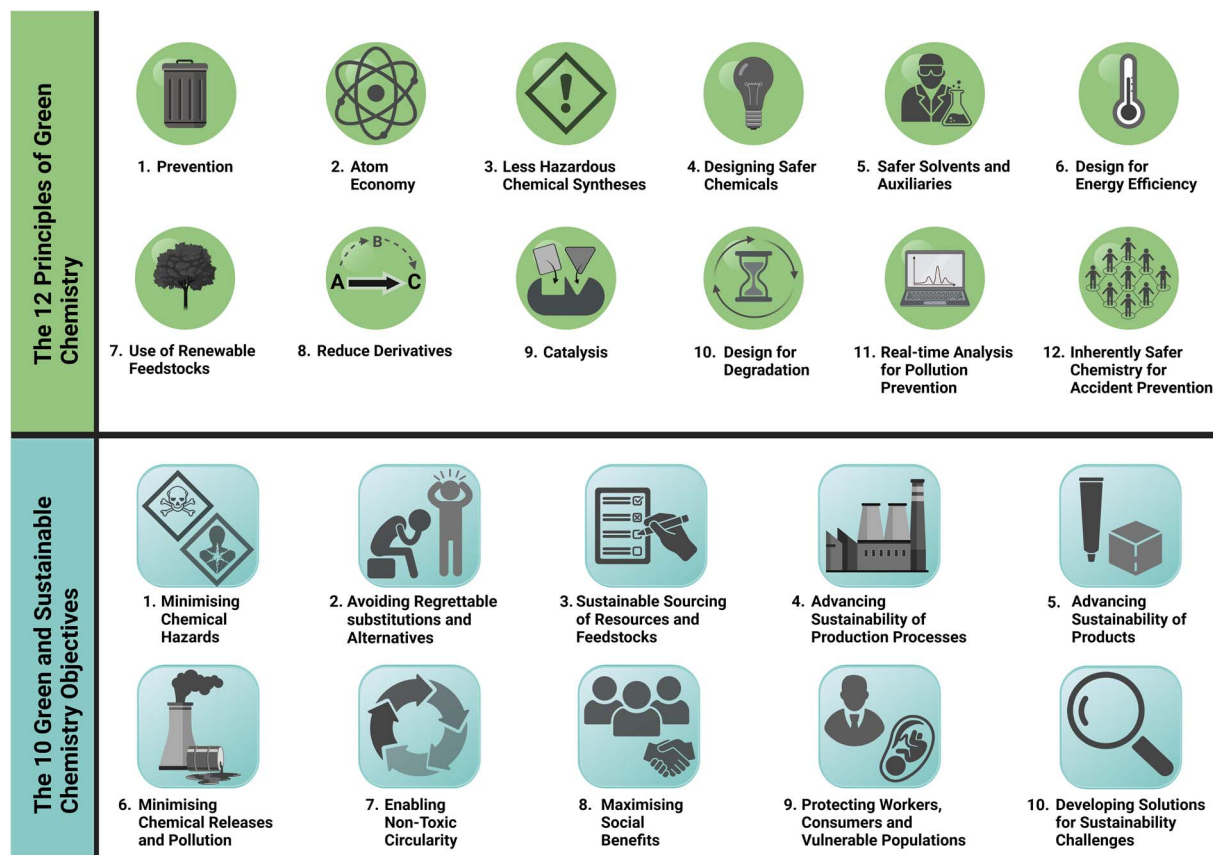 The 12 Principles of Green
Chemistry
1. Prevention
2. Atom
Economy
3. Less Hazardous
Chemical Syntheses
4. Designing Safer
Chemicals
5. Safer Solvents and
Auxiliaries
6. Design for
Energy Efficiency
7. Use of Renewable
Feedstocks
A
B
C
8. Reduce Derivatives
9. Catalysis
10. Design for
Degradation
11. Real-time Analysis
for Pollution
Prevention
12. Inherently Safer
Chemistry for
Accident Prevention
The 10 Green and Sustainable
Chemistry Objectives
1. Minimising
Chemical
Hazards
2. Avoiding Regrettable
substitutions and
Alternatives
3. Sustainable Sourcing
of Resources and
Feedstocks
4. Advancing
Sustainability of
Production Processes
5. Advancing
Sustainability of
Products
6. Minimising
Chemical Releases
and Pollution
7. Enabling
Non-Toxic
Circularity
8. Maximising
Social
Benefits
9. Protecting Workers,
Consumers and
Vulnerable Populations
10. Developing Solutions
for Sustainability
Challenges